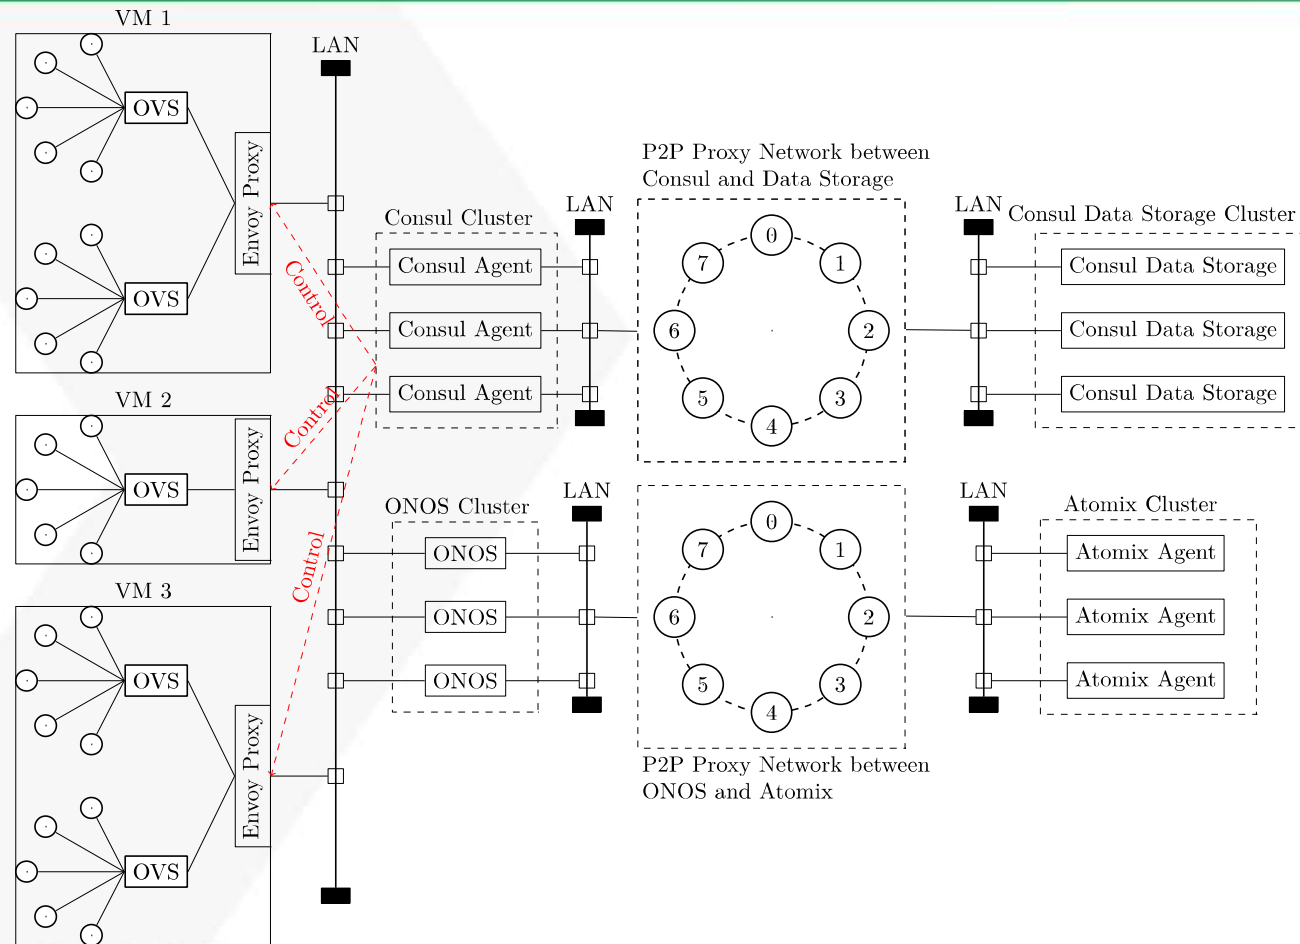 VM 1
OVS
OVS
Envoy Proxy
VM 2
OVS
Envoy Proxy
VM 3
OVS
OVS
Envoy Proxy
LAN
Control
Control
Control
Consul Cluster
Consul Agent
Consul Agent
Consul Agent
LAN
P2P Proxy Network between
Consul and Data Storage
0
1
2
3
4
5
6
7
LAN
Consul Data Storage Cluster
Consul Data Storage
Consul Data Storage
Consul Data Storage
ONOS Cluster
ONOS
ONOS
ONOS
LAN
0
1
2
3
4
5
6
7
P2P Proxy Network between
ONOS and Atomix
LAN
Atomix Cluster
Atomix Agent
Atomix Agent
Atomix Agent